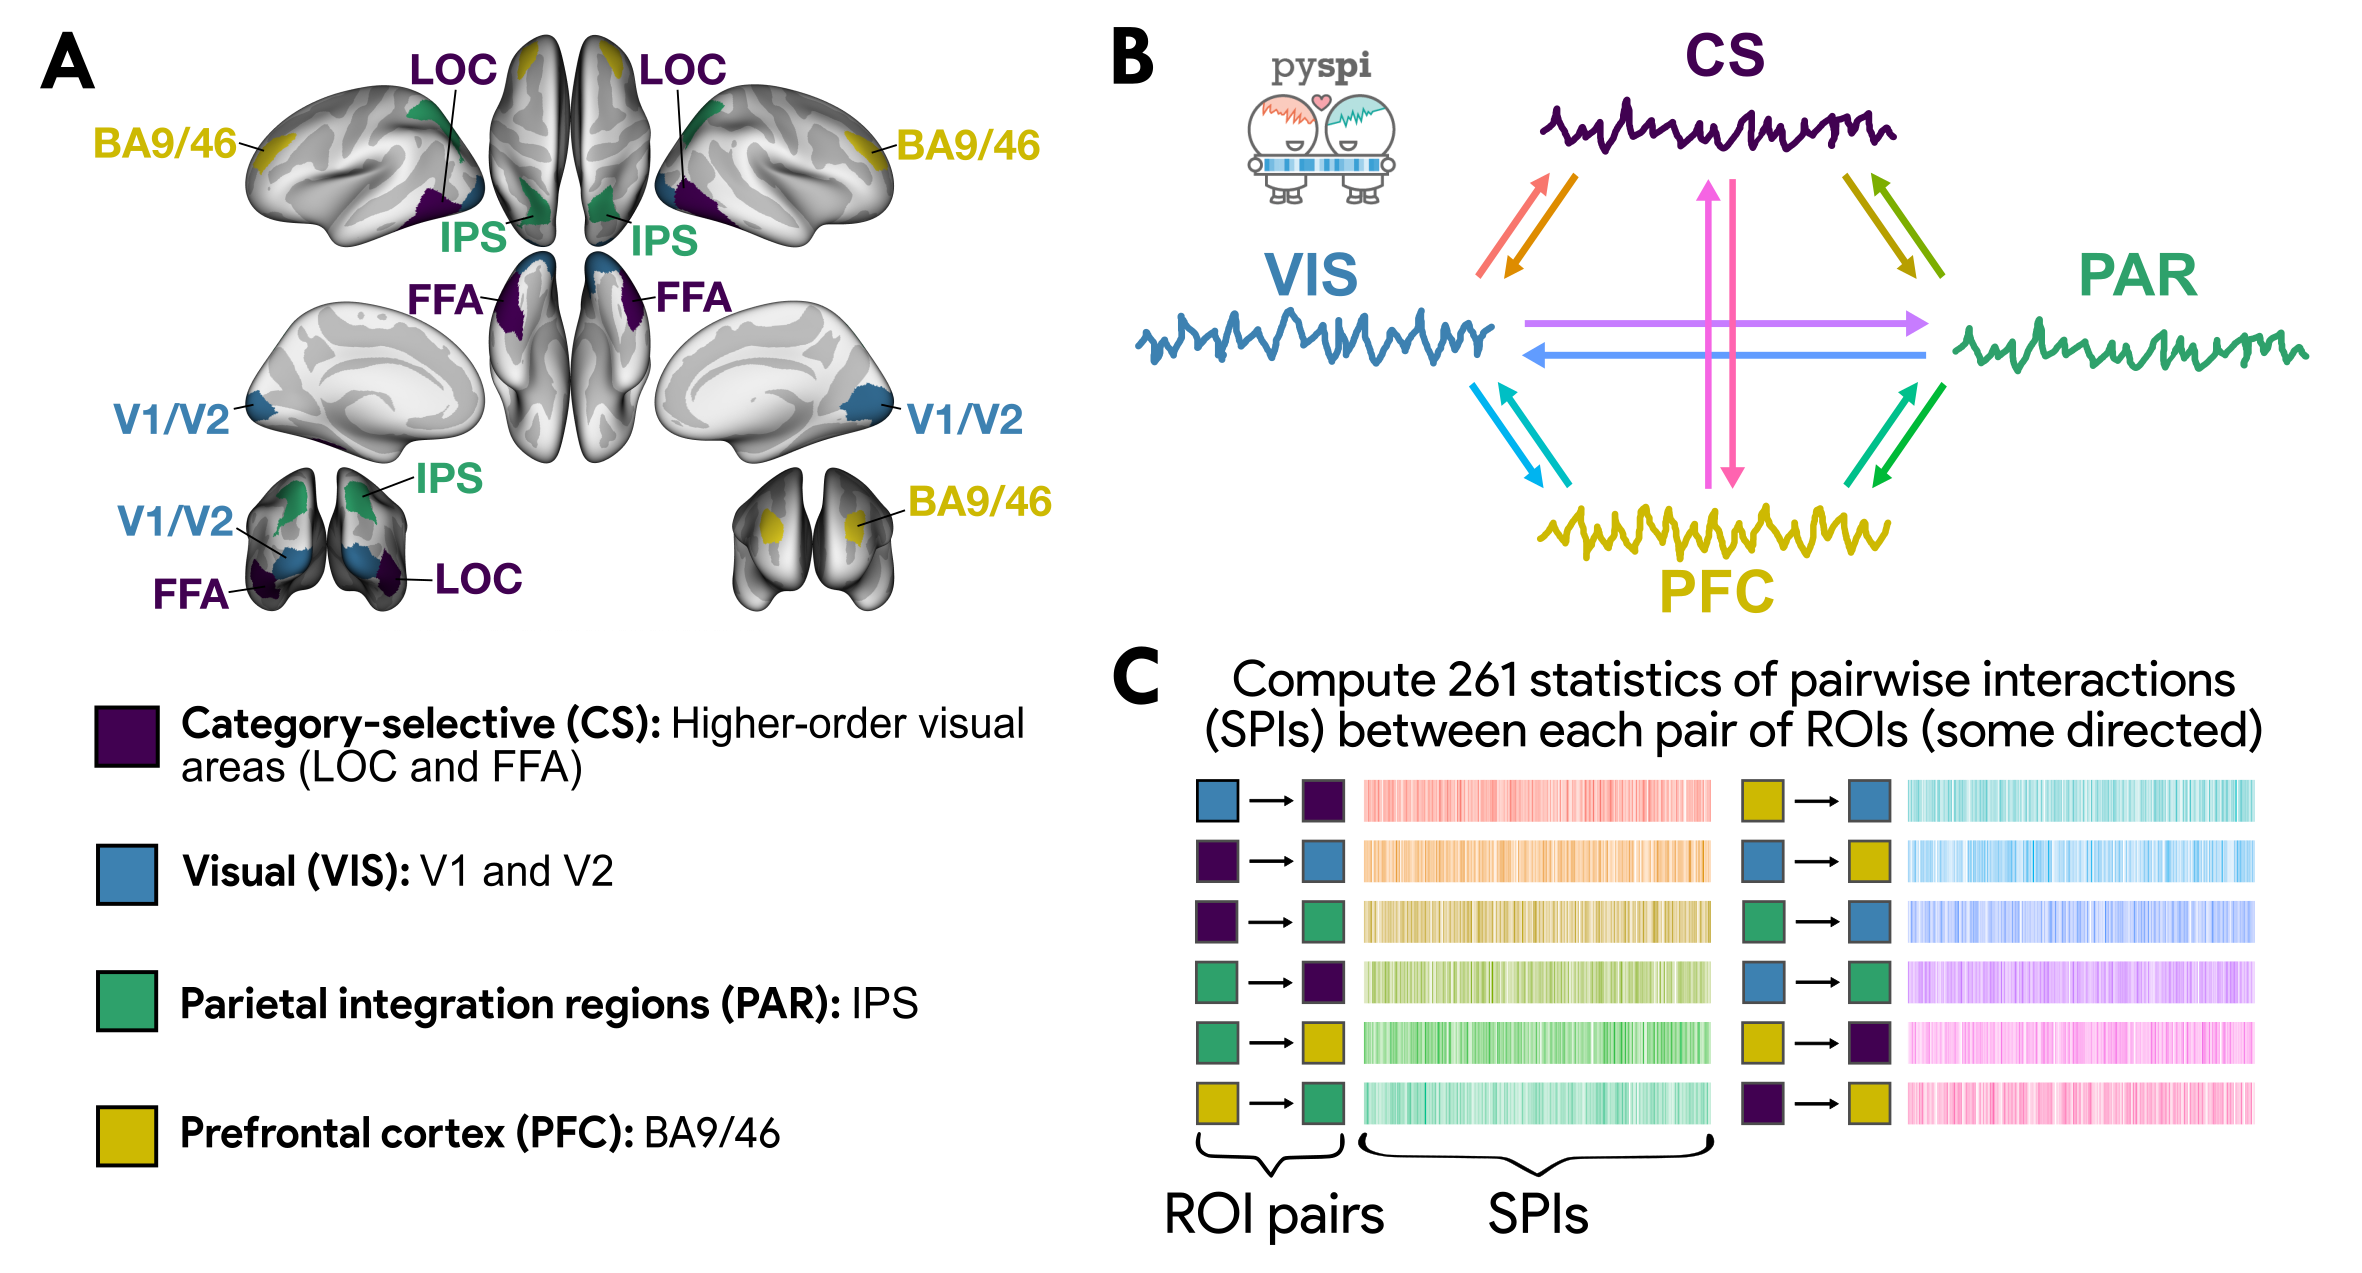 A
LOC
LOC
BA9/46
BA9/46
IPS
IPS
FFA
FFA
V1/V2
V1/V2
IPS
V1/V2
BA9/46
FFA
LOC
Category-selective (CS): Higher-order visual
areas (LOC and FFA)
Visual (VIS): V1 and V2
Parietal integration regions (PAR): IPS
Prefrontal cortex (PFC): BA9/46
B
pyspi
CS
VIS
PAR
PFC
C
Compute 261 statistics of pairwise interactions
(SPIs) between each pair of ROIs (some directed)
ROI pairs
SPIs